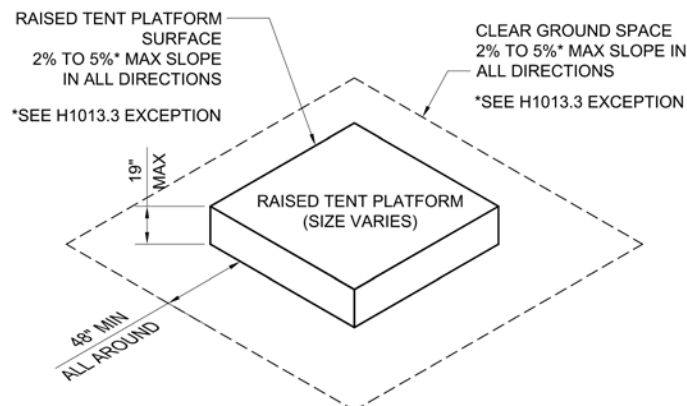 RAISED TENT PLATFORM
SURFACE
2% TO 5%* MAX SLOPE
IN ALL DIRECTIONS
*SEE H1013.3 EXCEPTION
CLEAR GROUND SPACE
2% TO 5%* MAX SLOPE IN
ALL DIRECTIONS
*SEE H1013.3 EXCEPTION
19"
MAX
RAISED TENT PLATFORM
(SIZE VARIES)
48" MIN
ALL AROUND